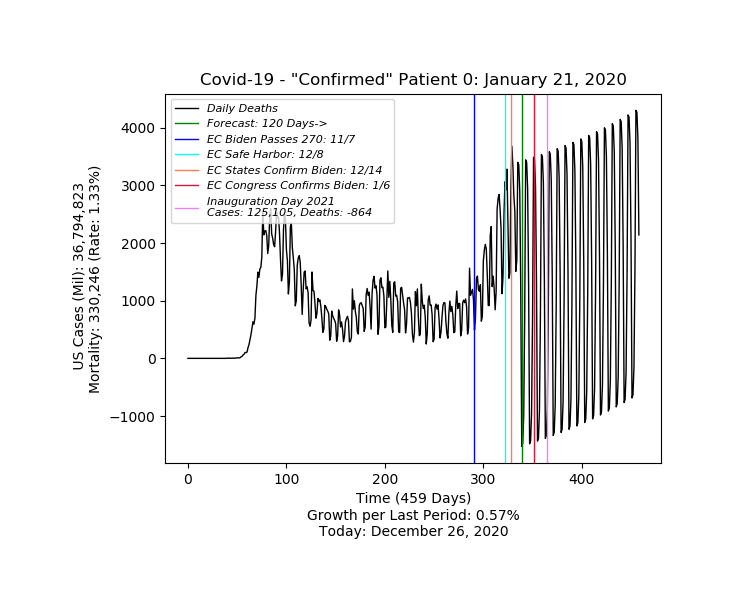 Covid-19 - "Confirmed" Patient 0: January 21, 2020
Daily Deaths
Forecast: 120 Days->
EC Biden Passes 270: 11/7
EC Safe Harbor: 12/8
EC States Confirm Biden: 12/14
EC Congress Confirms Biden: 1/6
Inauguration Day 2021
Cases: 125,105, Deaths: -864
4000
3000
2000
1000
0
−1000
US Cases (Mil): 36,794,823
Mortality: 330,246 (Rate: 1.33%)
0 100 200 300 400
Time (459 Days)
Growth per Last Period: 0.57%
Today: December 26, 2020